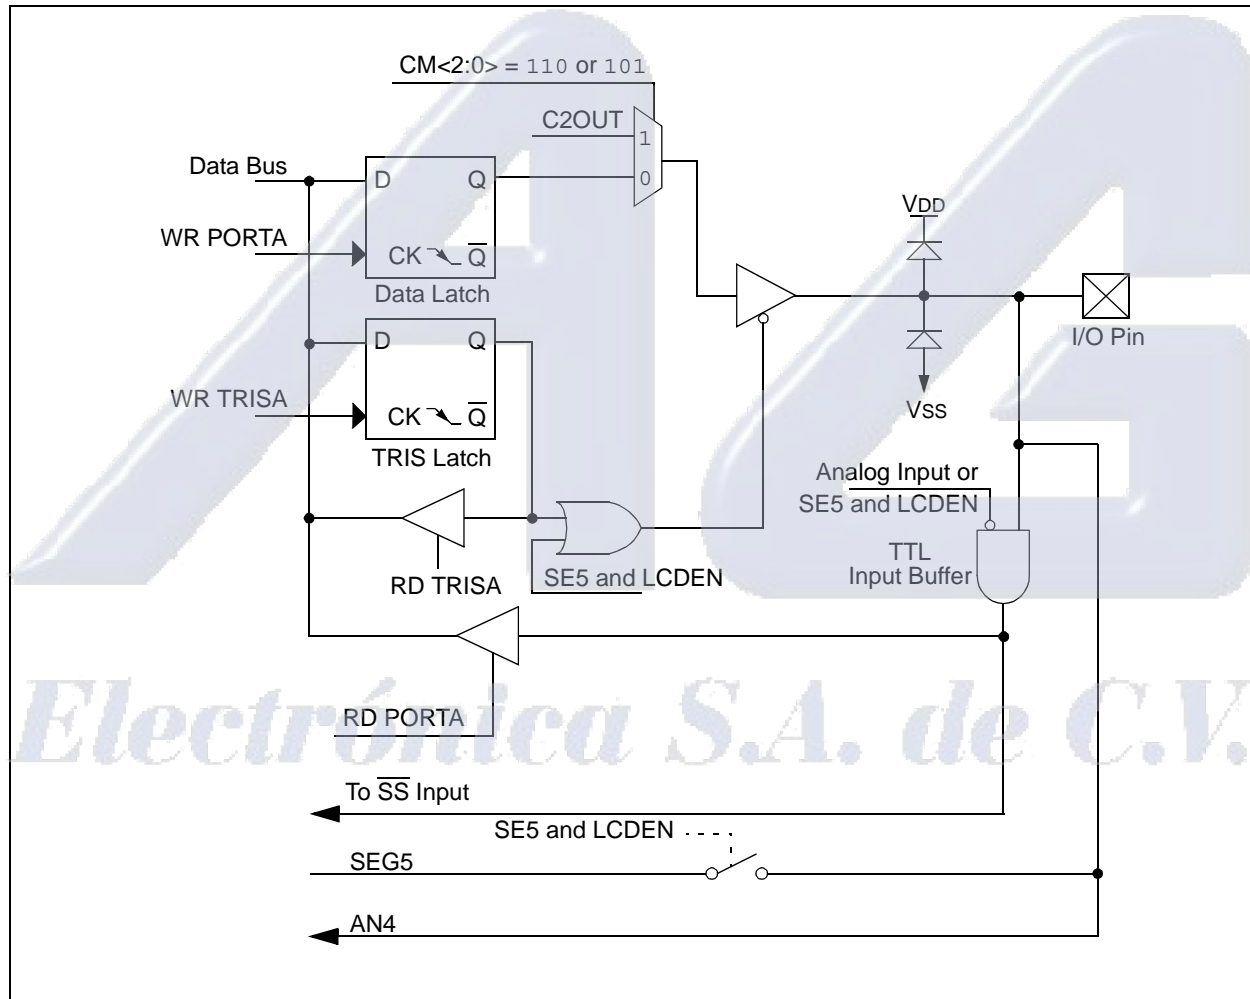 CM<2:0> = 110 or 101
C2OUT
1
0
Data Bus
D Q
WR PORTA
CK Q̅
Data Latch
VDD
I/O Pin
VSS
D Q
WR TRISA
CK Q̅
TRIS Latch
Analog Input or
SE5 and LCDEN
TTL
Input Buffer
RD TRISA
SE5 and LCDEN
RD PORTA
Electrónica S.A. de C.V.
To S̅S̅ Input
SE5 and LCDEN
SEG5
AN4
AG